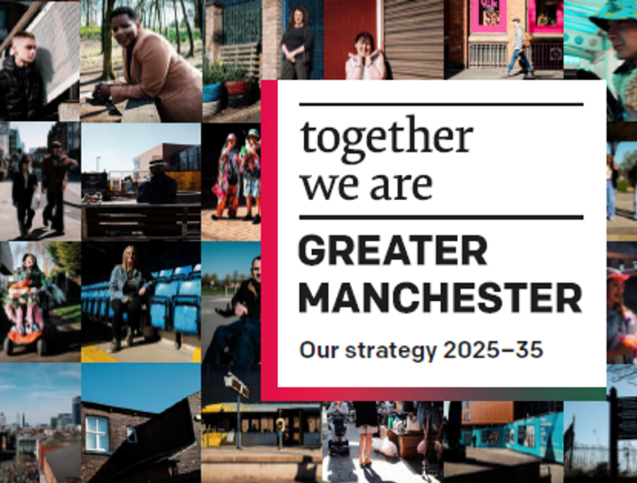 together
we are
GREATER
MANCHESTER
Our strategy 2025–35